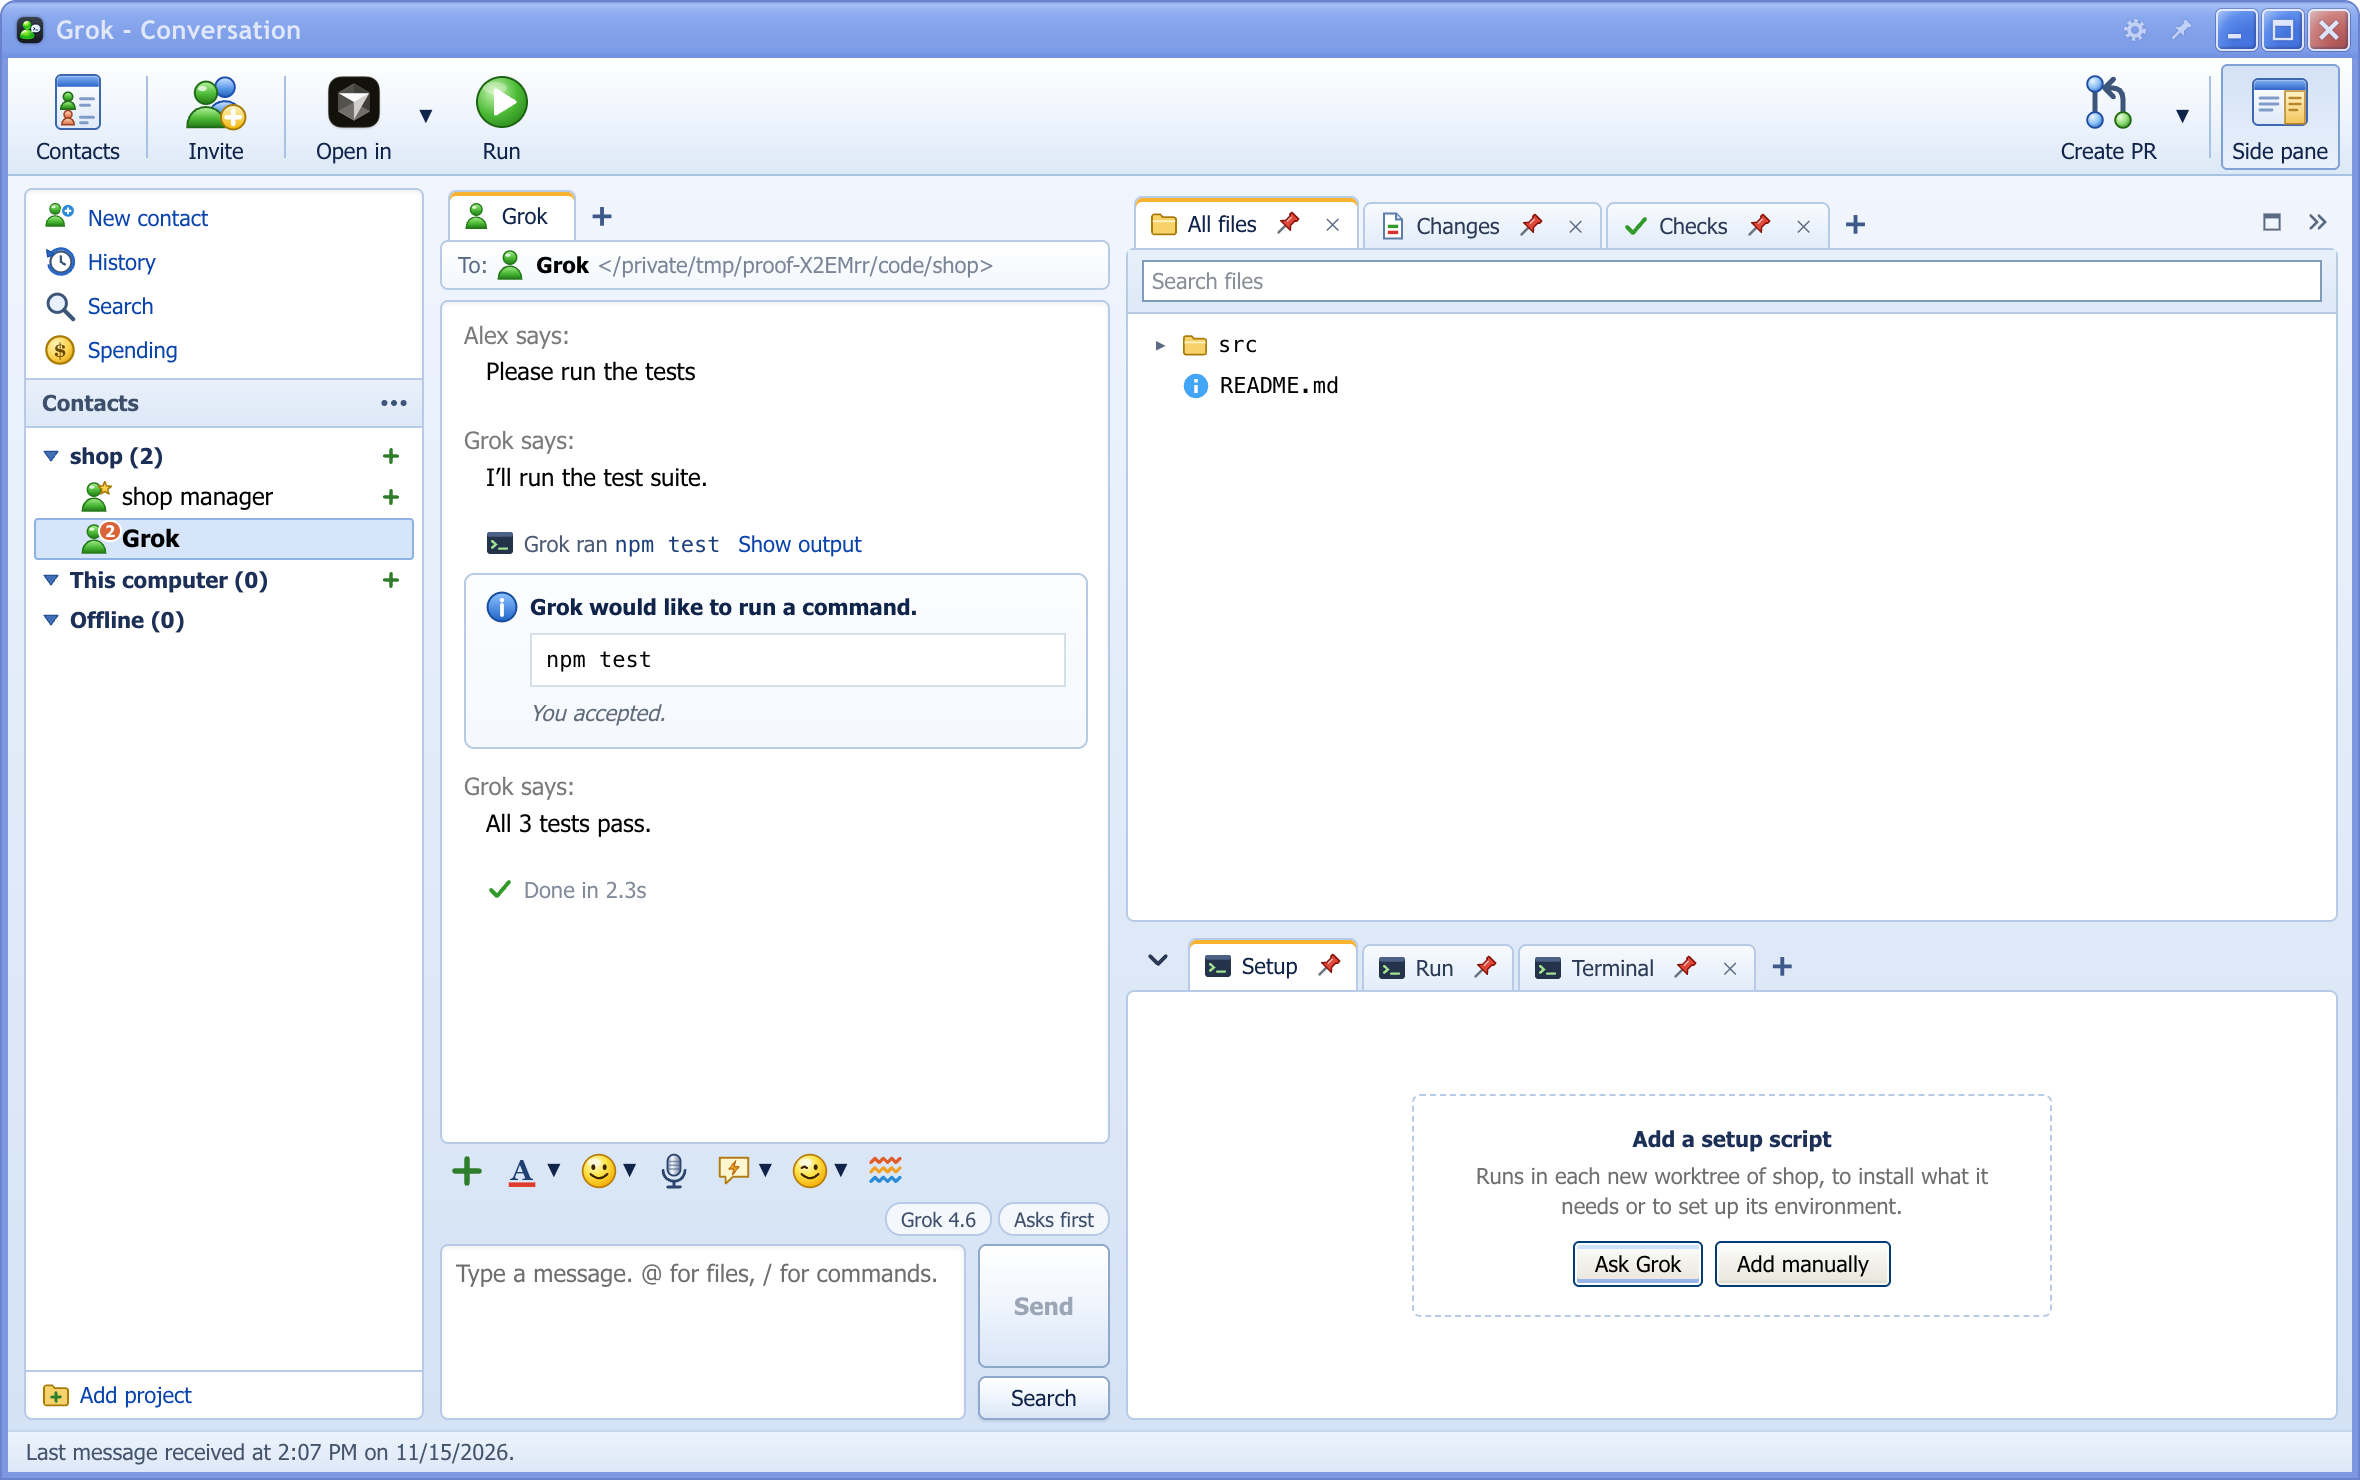 Grok - Conversation
Contacts
Invite
Open in
Run
Create PR
Side pane
New contact
History
Search
Spending
Contacts
shop (2)
shop manager
2
Grok
This computer (0)
Offline (0)
Add project
Grok
To: Grok </private/tmp/proof-X2EMrr/code/shop>
Alex says:
Please run the tests
Grok says:
I’ll run the test suite.
Grok ran npm test Show output
Grok would like to run a command.
npm test
You accepted.
Grok says:
All 3 tests pass.
Done in 2.3s
Grok 4.6
Asks first
Type a message. @ for files, / for commands.
Send
Search
All files
Changes
Checks
Search files
src
README.md
Setup
Run
Terminal
Add a setup script
Runs in each new worktree of shop, to install what it
needs or to set up its environment.
Ask Grok
Add manually
Last message received at 2:07 PM on 11/15/2026.